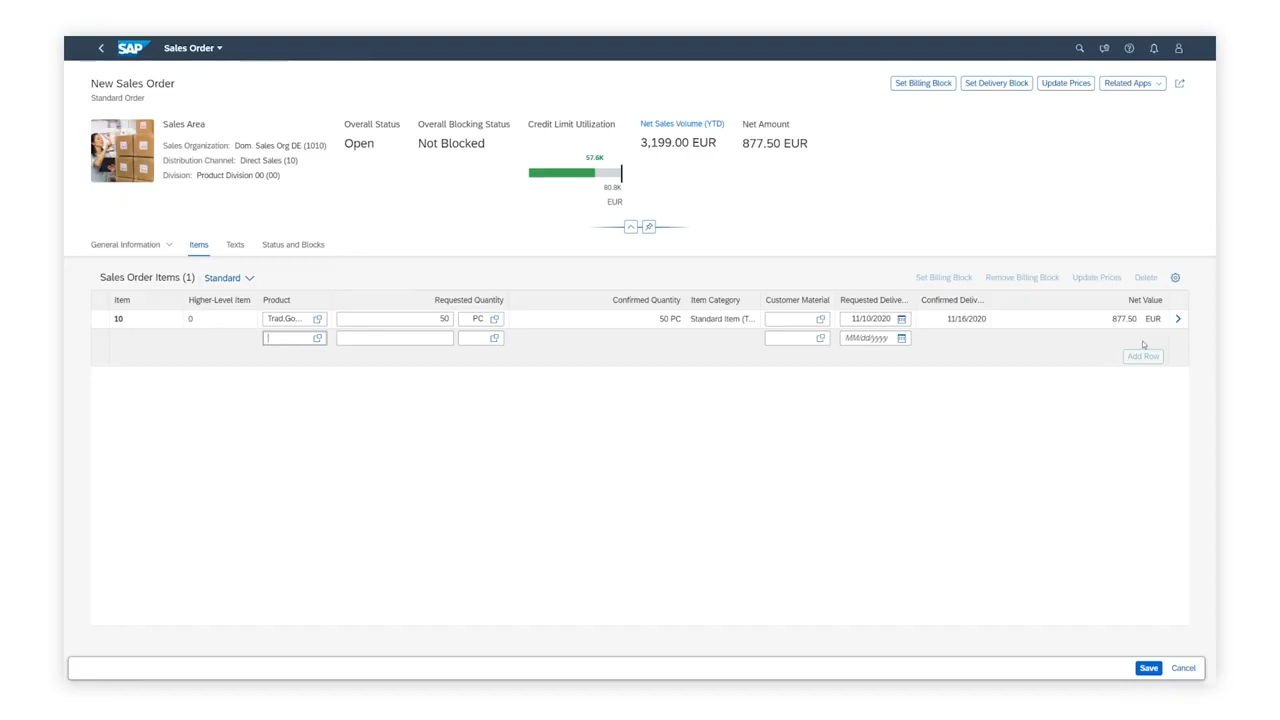 SAP Sales Order
New Sales Order
Standard Order
Set Billing Block Set Delivery Block Update Prices Related Apps
Sales Area
Sales Organization: Dom. Sales Org DE (1010)
Distribution Channel: Direct Sales (10)
Division: Product Division 00 (00)
Overall Status
Open
Overall Blocking Status
Not Blocked
Credit Limit Utilization
57.6K
80.8K
EUR
Net Sales Volume (YTD)
3,199.00 EUR
Net Amount
877.50 EUR
General Information Items Texts Status and Blocks
Sales Order Items (1) Standard Set Billing Block Remove Billing Block Update Prices Delete
Item Higher-Level Item Product Requested Quantity Confirmed Quantity Item Category Customer Material Requested Delive... Confirmed Deliv... Net Value
10 0 Trad.Go... 50 PC 50 PC Standard Item (T... 11/10/2020 11/16/2020 877.50 EUR
MM/dd/yyyy
Add Row
Save Cancel